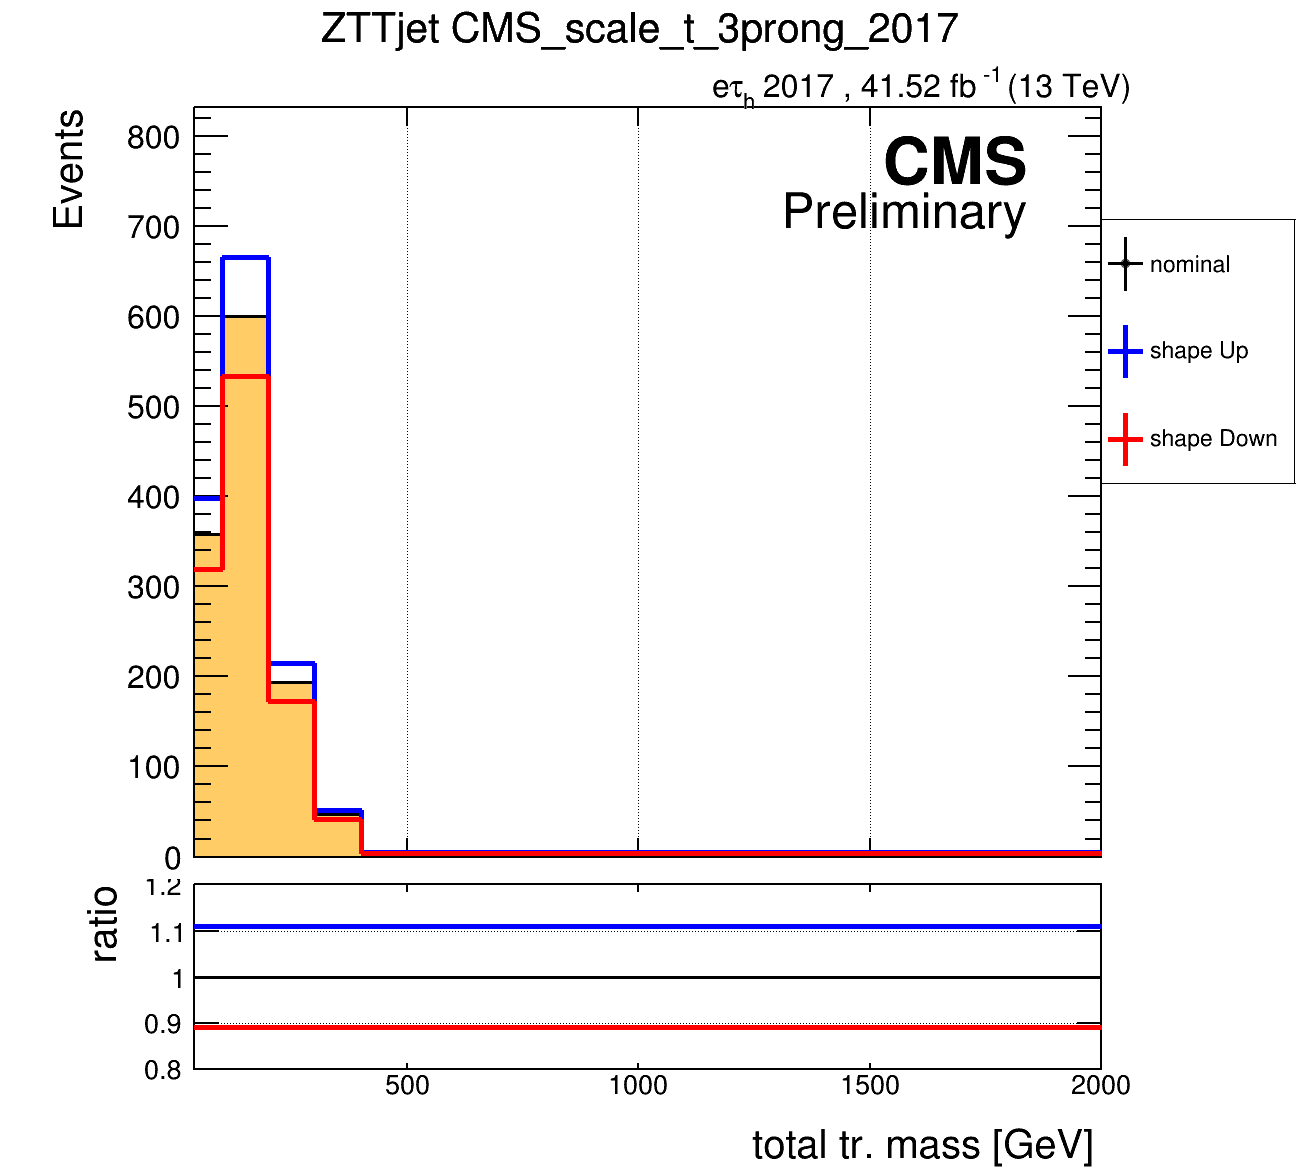 ZTTjet CMS_scale_t_3prong_2017
eτh 2017 , 41.52 fb-1 (13 TeV)
Events
800
700
600
500
400
300
200
100
0
CMS
Preliminary
nominal
shape Up
shape Down
ratio
1.2
1.1
1
0.9
0.8
500 1000 1500 2000
total tr. mass [GeV]